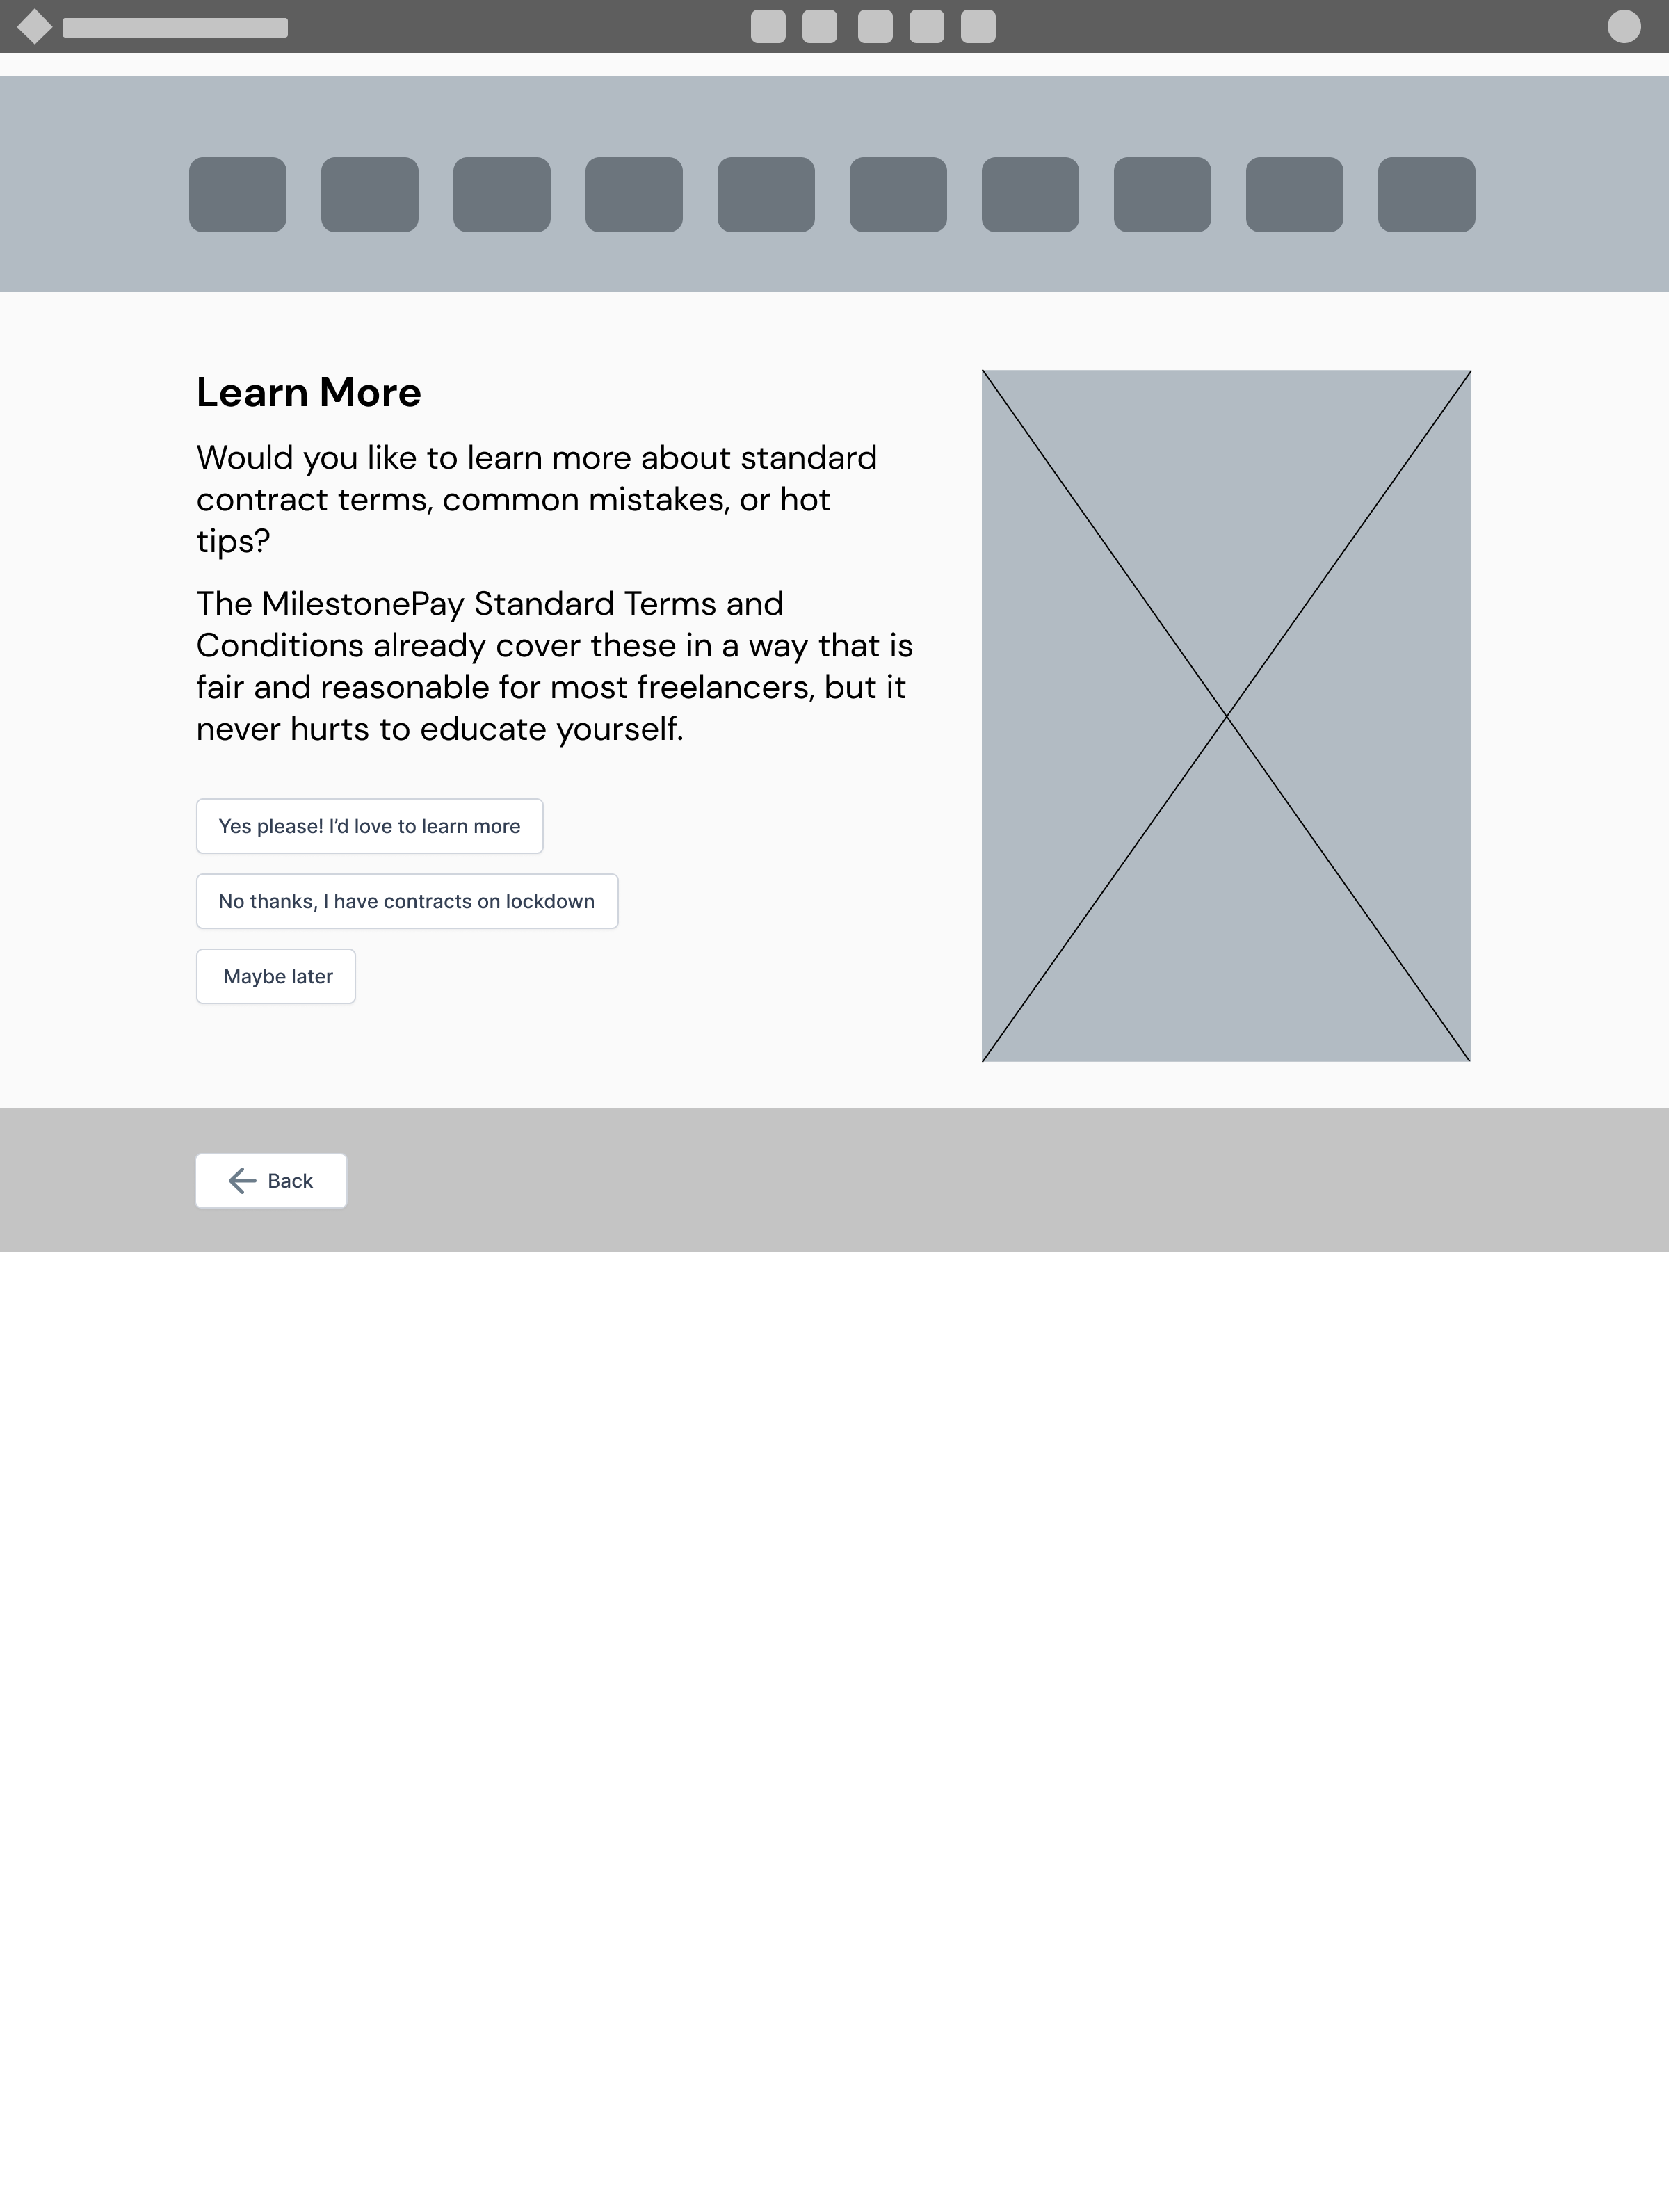 Learn More
Would you like to learn more about standard
contract terms, common mistakes, or hot
tips?
The MilestonePay Standard Terms and
Conditions already cover these in a way that is
fair and reasonable for most freelancers, but it
never hurts to educate yourself.
Yes please! I’d love to learn more
No thanks, I have contracts on lockdown
Maybe later
Back